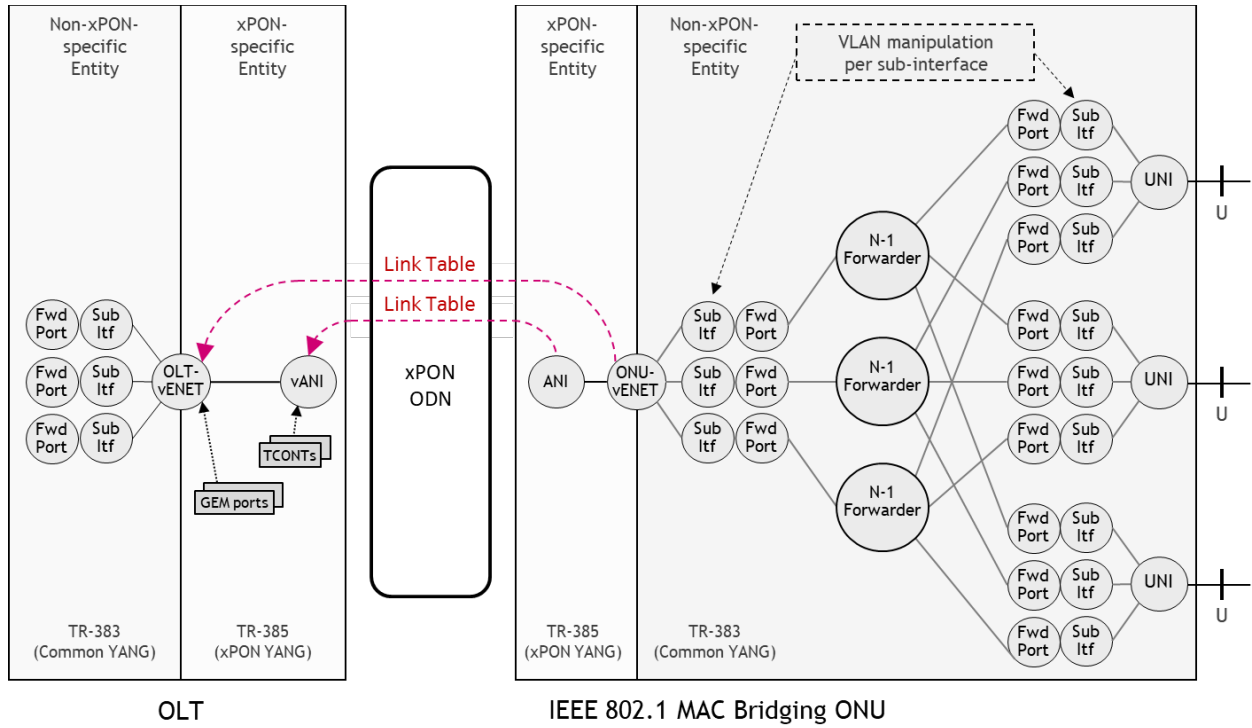 Non-xPON-
specific
Entity
xPON-
specific
Entity
xPON-
specific
Entity
Non-xPON-
specific
Entity
VLAN manipulation
per sub-interface
Fwd
Port
Sub
Itf
Fwd
Port
Sub
Itf
UNI
U
Fwd
Port
Sub
Itf
N-1
Forwarder
Link Table
Link Table
Fwd
Port
Sub
Itf
Sub
Itf
Fwd
Port
Fwd
Port
Sub
Itf
Fwd
Port
Sub
Itf
OLT-
vENET
vANI
xPON
ODN
ANI
ONU-
vENET
Sub
Itf
Fwd
Port
N-1
Forwarder
Fwd
Port
Sub
Itf
UNI
U
Fwd
Port
Sub
Itf
Sub
Itf
Fwd
Port
Fwd
Port
Sub
Itf
TCONTs
GEM ports
N-1
Forwarder
Fwd
Port
Sub
Itf
Fwd
Port
Sub
Itf
UNI
U
Fwd
Port
Sub
Itf
TR-383
(Common YANG)
TR-385
(xPON YANG)
TR-385
(xPON YANG)
TR-383
(Common YANG)
OLT
IEEE 802.1 MAC Bridging ONU